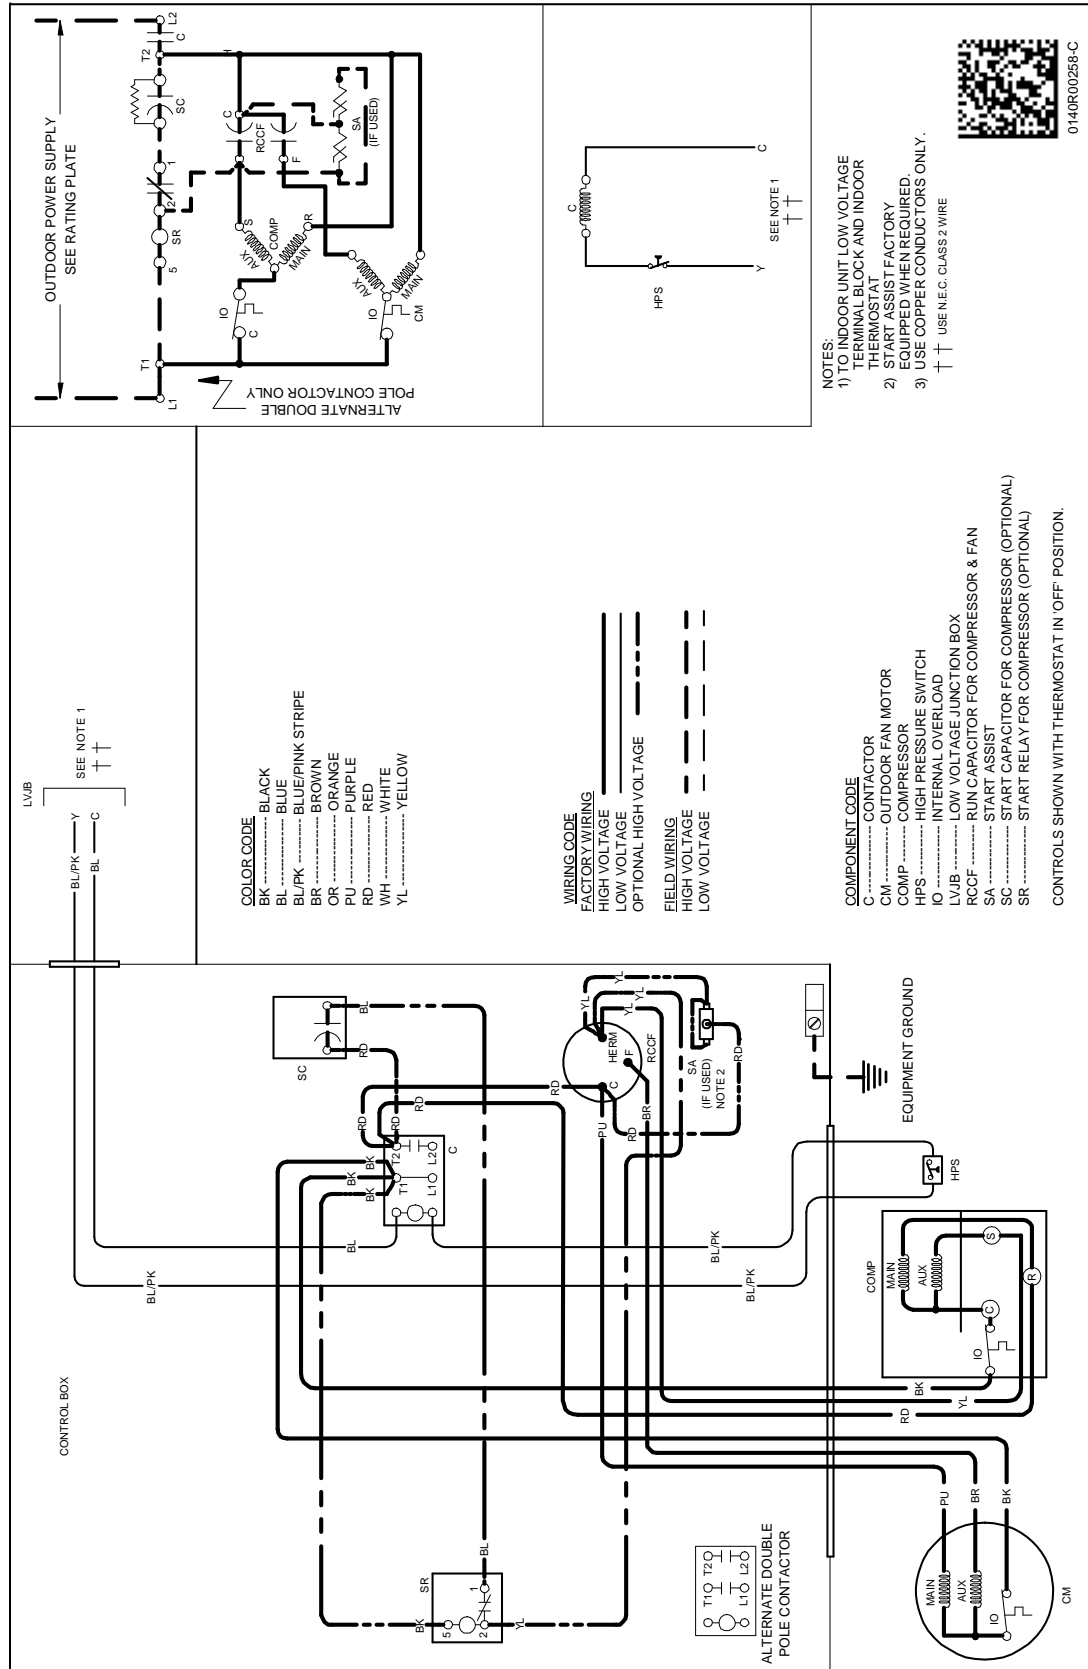 OUTDOOR POWER SUPPLY
SEE RATING PLATE
L1
T1
5
SR
2
1
SC
T2
C
L2
ALTERNATE DOUBLE
POLE CONTACTOR ONLY
C
IO
AUX
COMP
MAIN
S
R
RCCF
C
H
F
SA
(IF USED)
IO
CM
AUX
MAIN
C
HPS
Y
C
SEE NOTE 1
† †
NOTES:
1) TO INDOOR UNIT LOW VOLTAGE
TERMINAL BLOCK AND INDOOR
THERMOSTAT
2) START ASSIST FACTORY
EQUIPPED WHEN REQUIRED.
3) USE COPPER CONDUCTORS ONLY.
† † USE N.E.C. CLASS 2 WIRE
0140R00258-C
LVJB
SEE NOTE 1
† †
BL/PK
Y
BL
C
COLOR CODE
BK ---------- BLACK
BL ---------- BLUE
BL/PK ---------- BLUE/PINK STRIPE
BR ---------- BROWN
OR ---------- ORANGE
PU ---------- PURPLE
RD ---------- RED
WH ---------- WHITE
YL ---------- YELLOW
WIRING CODE
FACTORY WIRING
HIGH VOLTAGE
LOW VOLTAGE
OPTIONAL HIGH VOLTAGE
FIELD WIRING
HIGH VOLTAGE
LOW VOLTAGE
COMPONENT CODE
C ---------- CONTACTOR
CM ---------- OUTDOOR FAN MOTOR
COMP ---------- COMPRESSOR
HPS ---------- HIGH PRESSURE SWITCH
IO ---------- INTERNAL OVERLOAD
LVJB ---------- LOW VOLTAGE JUNCTION BOX
RCCF ---------- RUN CAPACITOR FOR COMPRESSOR & FAN
SA ---------- START ASSIST
SC ---------- START CAPACITOR FOR COMPRESSOR (OPTIONAL)
SR ---------- START RELAY FOR COMPRESSOR (OPTIONAL)
CONTROLS SHOWN WITH THERMOSTAT IN 'OFF' POSITION.
CONTROL BOX
BL/PK
BL
BL/PK
BL/PK
SC
RD
BL
RD
RD
RD
BK
BK
BK
T2
T1
L2
L1
C
RD
RD
PU
BR
C
HERM
F
RCCF
YL
YL
YL
YL
SA
(IF USED)
NOTE 2
RD
RD
SR
BK
5
2
1
BL
YL
T1
T2
L1
L2
ALTERNATE DOUBLE
POLE CONTACTOR
EQUIPMENT GROUND
HPS
COMP
MAIN
AUX
IO
C
S
R
BK
YL
RD
PU
BR
BK
MAIN
AUX
IO
CM